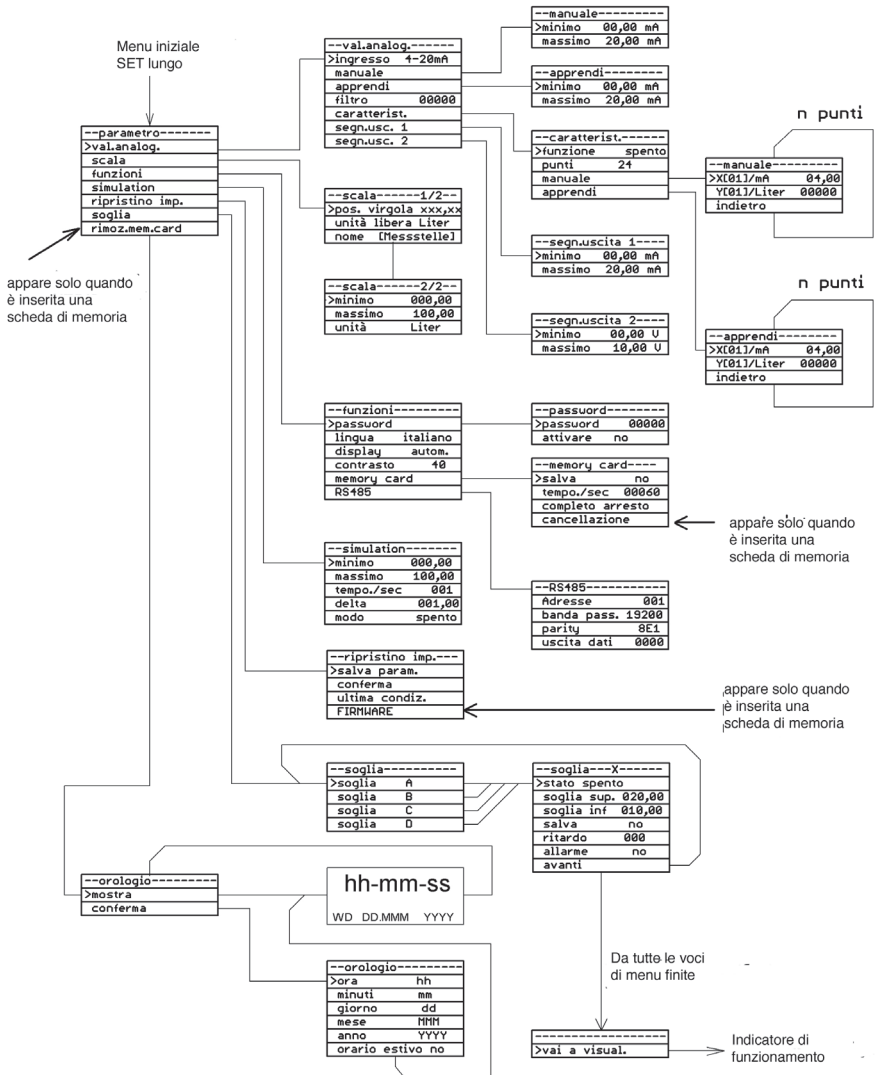 Menu iniziale
SET lungo
--parametro-------
>val.analog.
scala
funzioni
simulation
ripristino imp.
soglia
rimoz.mem.card
appare solo quando
è inserita una
scheda di memoria
--val.analog.------
>ingresso 4-20mA
manuale
apprendi
filtro 00000
caratterist.
segn.usc. 1
segn.usc. 2
--manuale---------
>minimo 00,00 mA
massimo 20,00 mA
--apprendi--------
>minimo 00,00 mA
massimo 20,00 mA
--caratterist.-----
>funzione spento
punti 24
manuale
apprendi
n punti
--manuale---------
>X[01]/mA 04,00
Y[01]/Liter 00000
indietro
--scala------1/2--
>pos. virgola xxx,xx
unità libera Liter
nome [Messstelle]
--segn.uscita 1----
>minimo 00,00 mA
massimo 20,00 mA
--scala------2/2--
>minimo 000,00
massimo 100,00
unità Liter
--segn.uscita 2----
>minimo 00,00 V
massimo 10,00 V
n punti
--apprendi--------
>X[01]/mA 04,00
Y[01]/Liter 00000
indietro
--funzioni---------
>password
lingua italiano
display autom.
contrasto 40
memory card
RS485
--password--------
>password 00000
attivare no
--memory card----
>salva no
tempo./sec 00060
completo arresto
cancellazione
appare solo quando
è inserita una
scheda di memoria
--simulation-------
>minimo 000,00
massimo 100,00
tempo./sec 001
delta 001,00
modo spento
--RS485-----------
Adresse 001
banda pass. 19200
parity 8E1
uscita dati 0000
--ripristino imp.---
>salva param.
conferma
ultima condiz.
FIRMWARE
appare solo quando
è inserita una
scheda di memoria
--soglia----------
>soglia A
soglia B
soglia C
soglia D
--soglia---X------
>stato spento
soglia sup. 020,00
soglia inf 010,00
salva no
ritardo 000
allarme no
avanti
--orologio---------
>mostra
conferma
hh-mm-ss
WD DD.MMM YYYY
--orologio---------
>ora hh
minuti mm
giorno dd
mese MMM
anno YYYY
orario estivo no
Da tutte le voci
di menu finite
------------------
>vai a visual.
Indicatore di
funzionamento